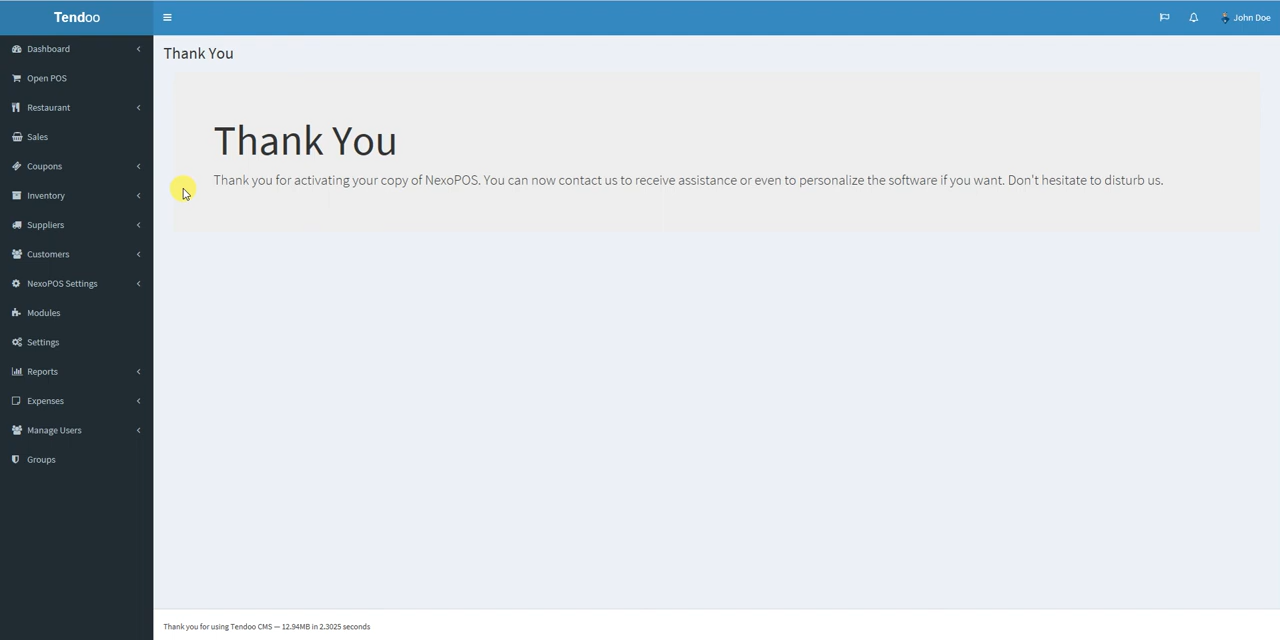 Tendoo
John Doe
Dashboard
Open POS
Restaurant
Sales
Coupons
Inventory
Suppliers
Customers
NexoPOS Settings
Modules
Settings
Reports
Expenses
Manage Users
Groups
Thank You
Thank You
Thank you for activating your copy of NexoPOS. You can now contact us to receive assistance or even to personalize the software if you want. Don't hesitate to disturb us.
Thank you for using Tendoo CMS — 12.94MB in 2.3025 seconds